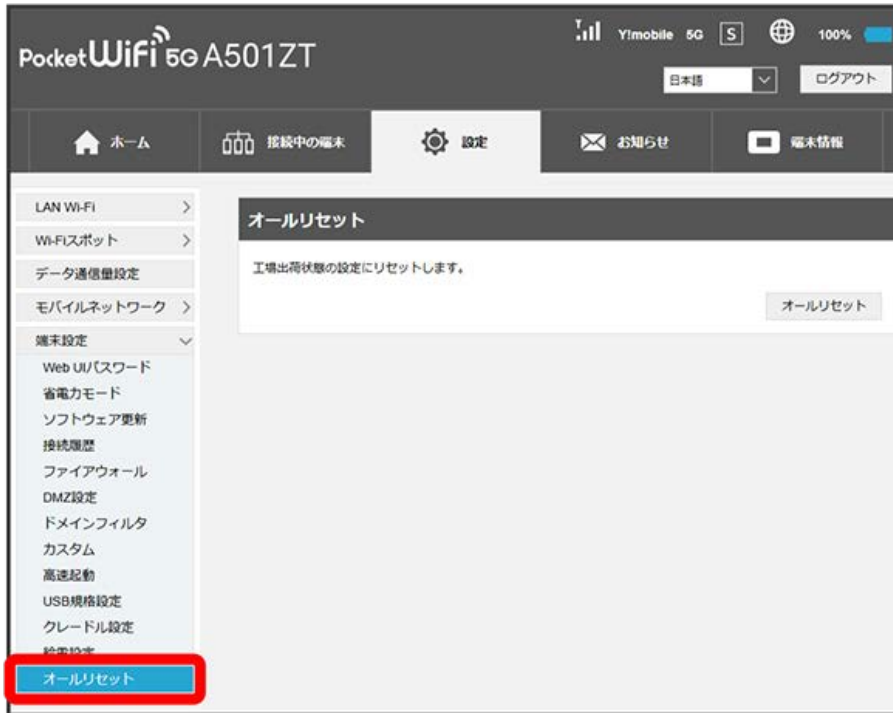 Pocket WiFi 5G A501ZT
Y!mobile 5G S 100%
日本語 ログアウト
ホーム 接続中の端末 設定 お知らせ 端末情報
LAN Wi-Fi
Wi-Fiスポット
データ通信量設定
モバイルネットワーク
端末設定
Web UIパスワード
省電力モード
ソフトウェア更新
接続履歴
ファイアウォール
DMZ設定
ドメインフィルタ
カスタム
高速起動
USB規格設定
クレードル設定
給電設定
オールリセット
オールリセット
工場出荷状態の設定にリセットします。
オールリセット